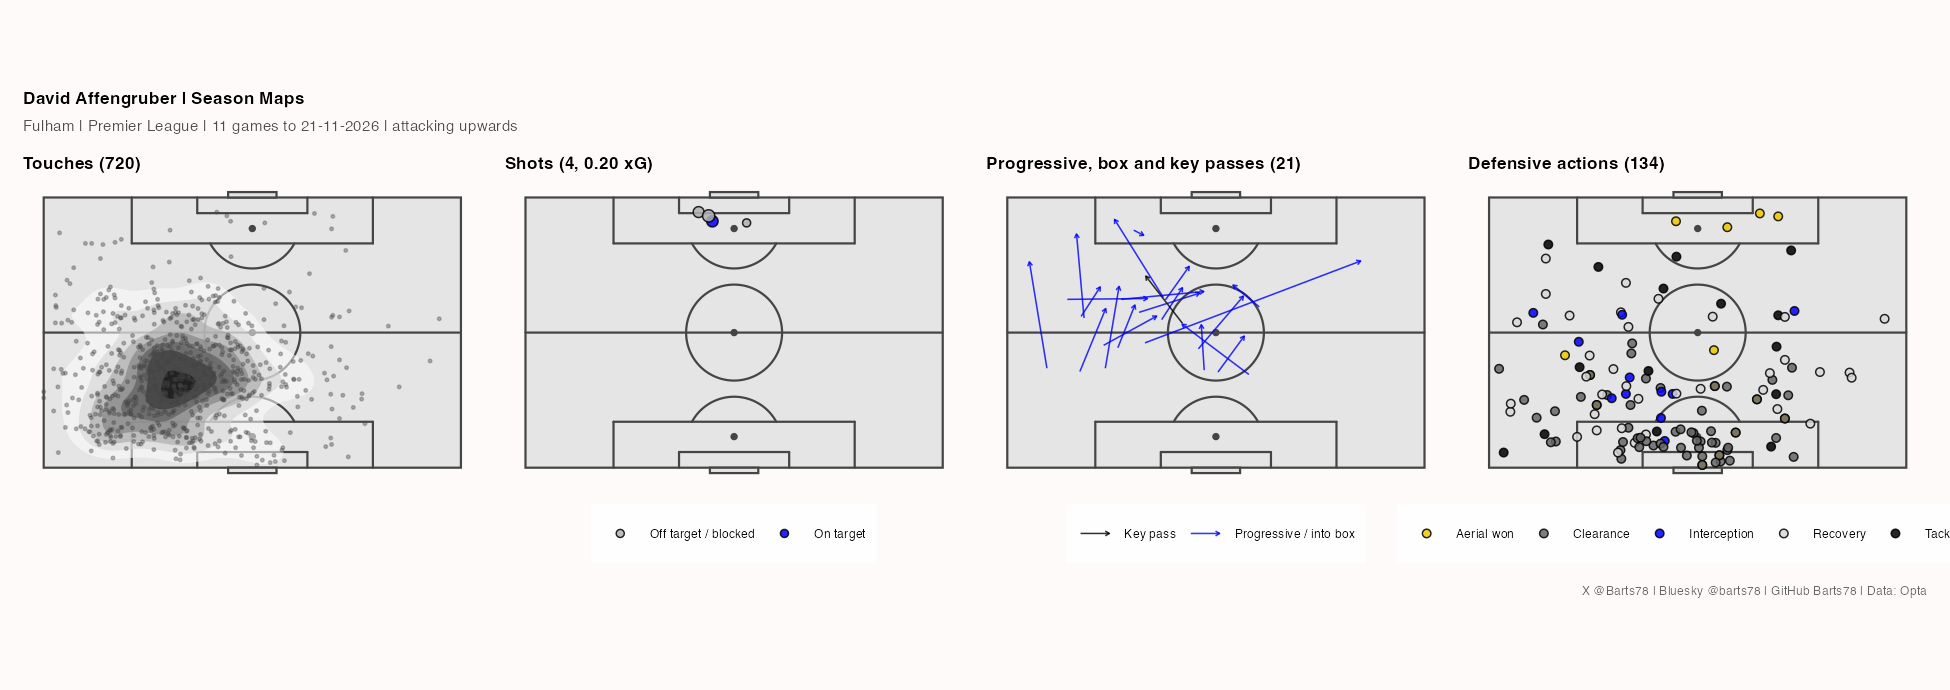 David Affengruber | Season Maps
Fulham | Premier League | 11 games to 21-11-2026 | attacking upwards
Touches (720)
Shots (4, 0.20 xG)
Progressive, box and key passes (21)
Defensive actions (134)
Off target / blocked
On target
Key pass
Progressive / into box
Aerial won
Clearance
Interception
Recovery
Tack
X @Barts78 | Bluesky @barts78 | GitHub Barts78 | Data: Opta